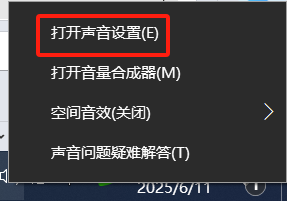 打开声音设置(E)
打开音量合成器(M)
空间音效(关闭)
声音问题疑难解答(T)
2025/6/11